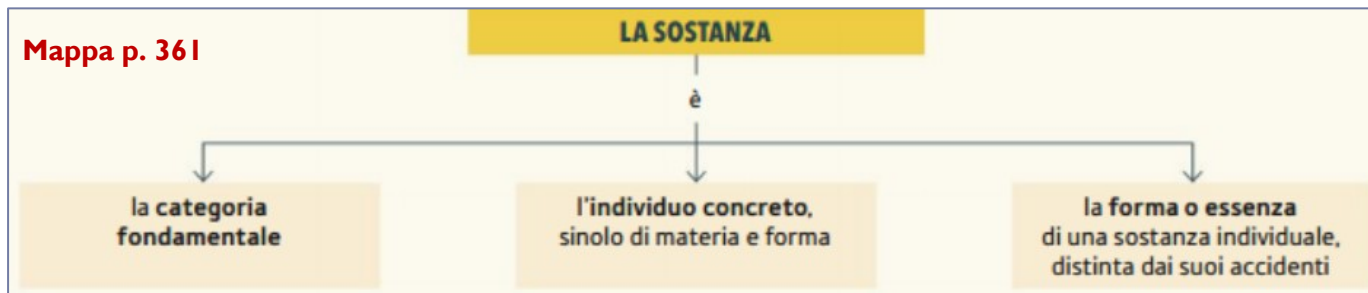 Mappa p. 361
LA SOSTANZA
è
la categoria
fondamentale
l'individuo concreto,
sinolo di materia e forma
la forma o essenza
di una sostanza individuale,
distinta dai suoi accidenti